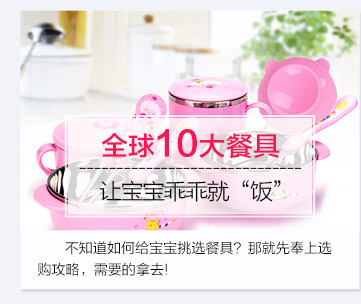 全球10大餐具
让宝宝乖乖就“饭”
不知道如何给宝宝挑选餐具？那就先奉上选
购攻略，需要的拿去!